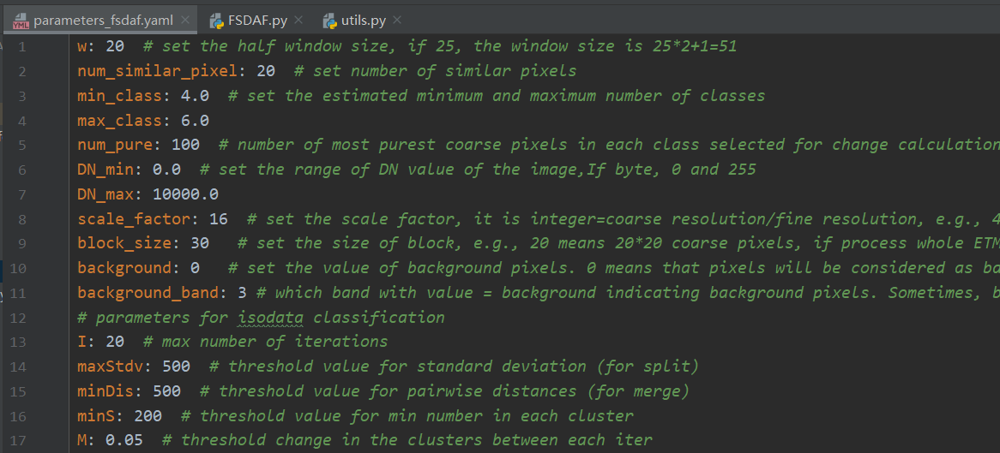 parameters_fsdaf.yaml FSDAF.py utils.py
1 w: 20 # set the half window size, if 25, the window size is 25*2+1=51
2 num_similar_pixel: 20 # set number of similar pixels
3 min_class: 4.0 # set the estimated minimum and maximum number of classes
4 max_class: 6.0
5 num_pure: 100 # number of most purest coarse pixels in each class selected for change calculation
6 DN_min: 0.0 # set the range of DN value of the image,If byte, 0 and 255
7 DN_max: 10000.0
8 scale_factor: 16 # set the scale factor, it is integer=coarse resolution/fine resolution, e.g., 4
9 block_size: 30 # set the size of block, e.g., 20 means 20*20 coarse pixels, if process whole ETM
10 background: 0 # set the value of background pixels. 0 means that pixels will be considered as ba
11 background_band: 3 # which band with value = background indicating background pixels. Sometimes, b
12 # parameters for isodata classification
13 I: 20 # max number of iterations
14 maxStdv: 500 # threshold value for standard deviation (for split)
15 minDis: 500 # threshold value for pairwise distances (for merge)
16 minS: 200 # threshold value for min number in each cluster
17 M: 0.05 # threshold change in the clusters between each iter